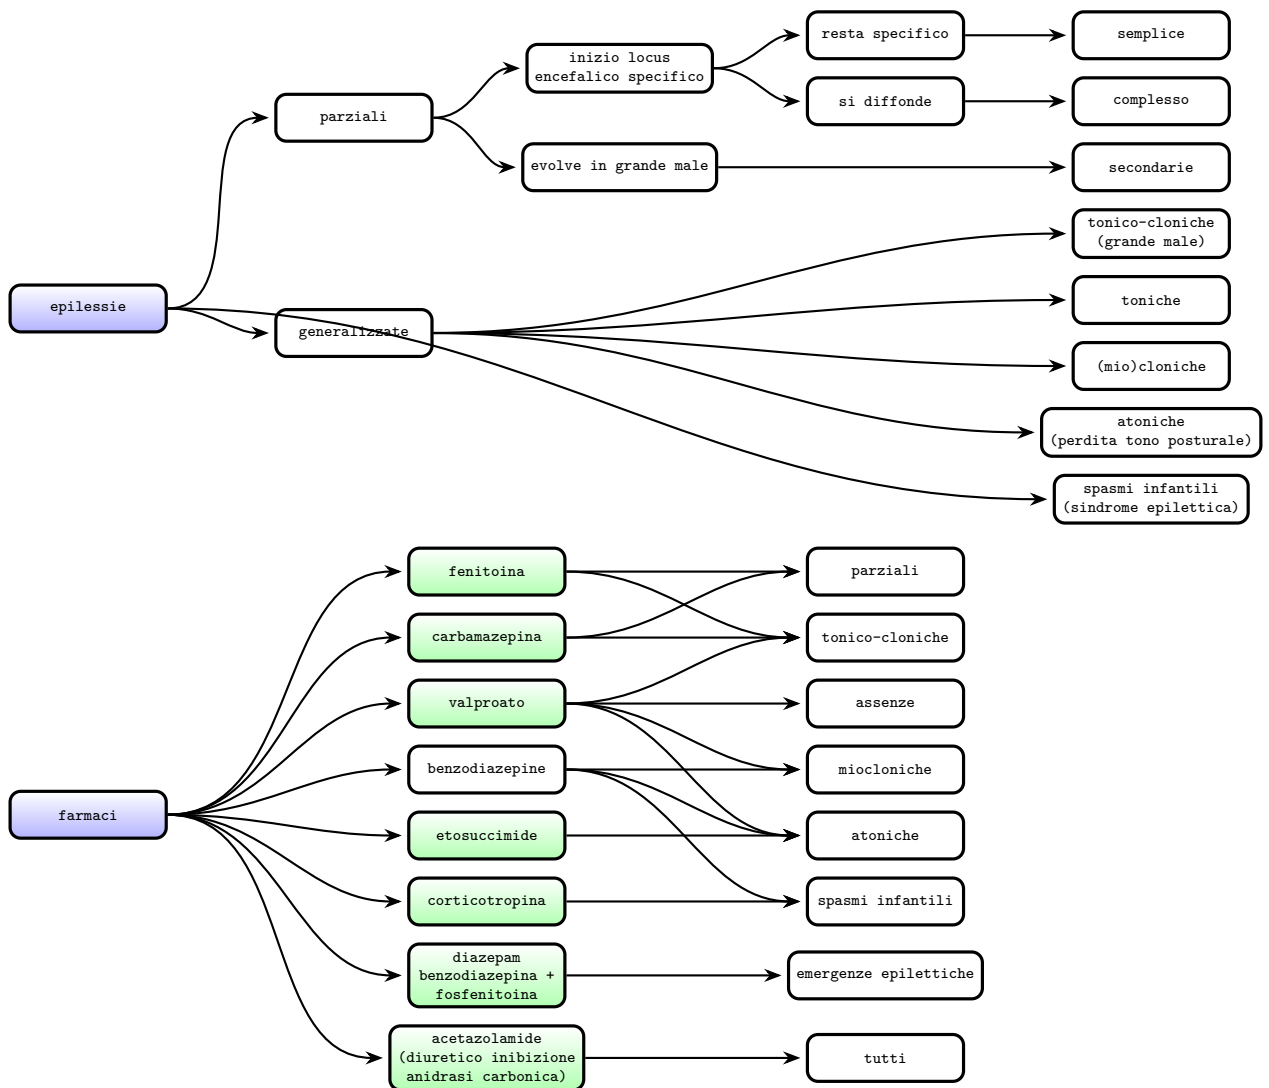 resta specifico
semplice
inizio locus
encefalico specifico
si diffonde
complesso
parziali
evolve in grande male
secondarie
tonico-cloniche
(grande male)
epilessie
toniche
generalizzate
(mio)cloniche
atoniche
(perdita tono posturale)
spasmi infantili
(sindrome epilettica)
fenitoina
parziali
carbamazepina
tonico-cloniche
valproato
assenze
benzodiazepine
miocloniche
farmaci
etosuccimide
atoniche
corticotropina
spasmi infantili
diazepam
benzodiazepina +
fosfenitoina
emergenze epilettiche
acetazolamide
(diuretico inibizione
anidrasi carbonica)
tutti